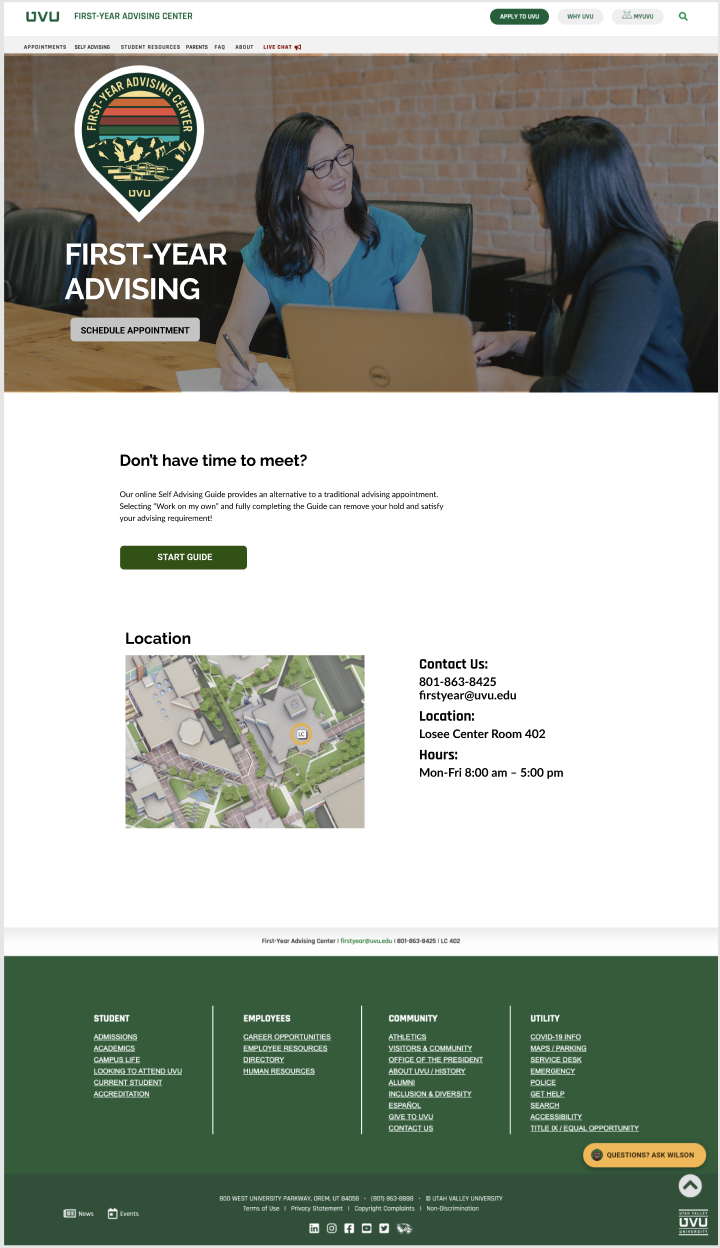 UVU FIRST-YEAR ADVISING CENTER
APPLY TO UVU WHY UVU MYUVU
APPOINTMENTS SELF ADVISING STUDENT RESOURCES PARENTS FAQ ABOUT LIVE CHAT
FIRST-YEAR ADVISING CENTER
UVU
FIRST-YEAR
ADVISING
SCHEDULE APPOINTMENT
DELL
Don't have time to meet?
Our online Self Advising Guide provides an alternative to a traditional advising appointment.
Selecting “Work on my own” and fully completing the Guide can remove your hold and satisfy
your advising requirement!
START GUIDE
Location
LC
Contact Us:
801-863-8425
firstyear@uvu.edu
Location:
Losee Center Room 402
Hours:
Mon-Fri 8:00 am – 5:00 pm
First-Year Advising Center | firstyear@uvu.edu | 801-863-8425 | LC 402
STUDENT
ADMISSIONS
ACADEMICS
CAMPUS LIFE
LOOKING TO ATTEND UVU
CURRENT STUDENT
ACCREDITATION
EMPLOYEES
CAREER OPPORTUNITIES
EMPLOYEE RESOURCES
DIRECTORY
HUMAN RESOURCES
COMMUNITY
ATHLETICS
VISITORS & COMMUNITY
OFFICE OF THE PRESIDENT
ABOUT UVU / HISTORY
ALUMNI
INCLUSION & DIVERSITY
ESPAÑOL
GIVE TO UVU
CONTACT US
UTILITY
COVID-19 INFO
MAPS / PARKING
SERVICE DESK
EMERGENCY
POLICE
GET HELP
SEARCH
ACCESSIBILITY
TITLE IX / EQUAL OPPORTUNITY
QUESTIONS? ASK WILSON
800 WEST UNIVERSITY PARKWAY, OREM, UT 84058 • (801) 863-8888 • © UTAH VALLEY UNIVERSITY
Terms of Use | Privacy Statement | Copyright Complaints | Non-Discrimination
News Events
UTAH VALLEY
UVU
UNIVERSITY